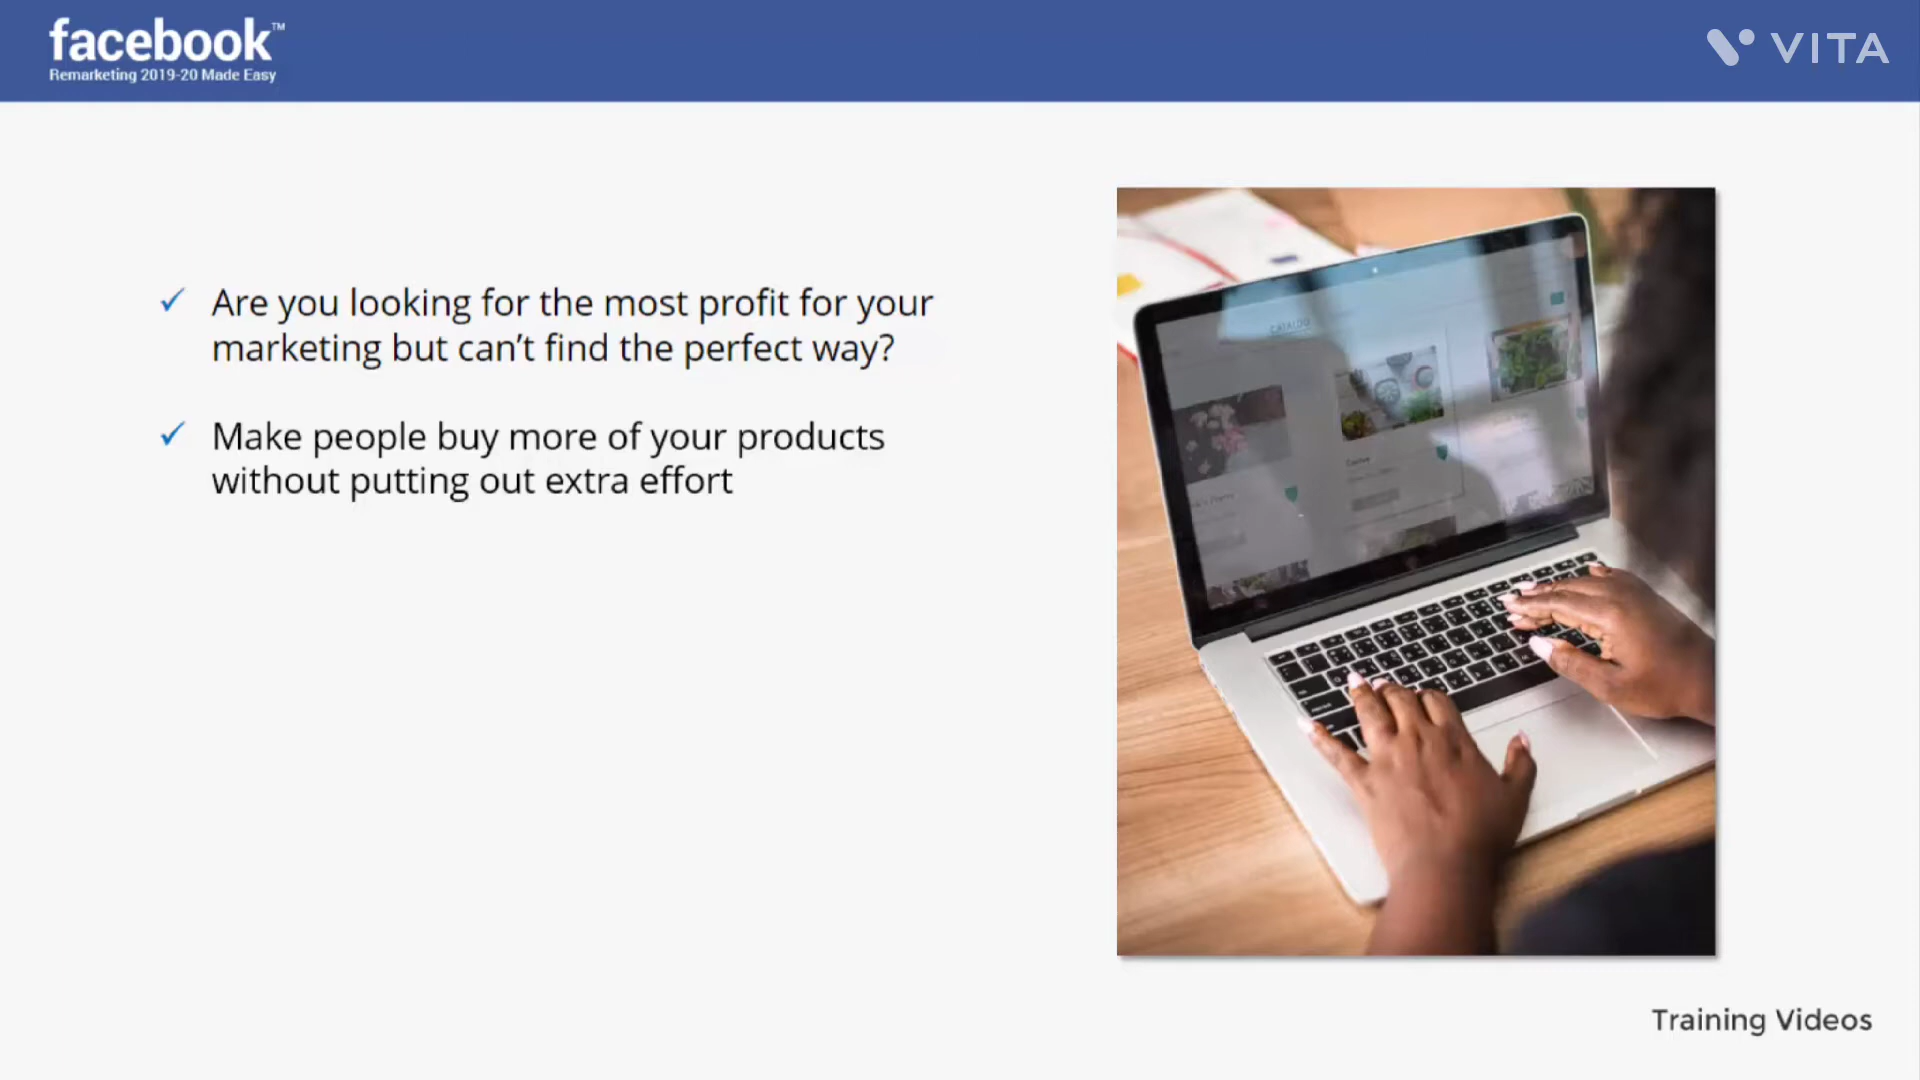 facebook™
Remarketing 2019-20 Made Easy
VITA
✓ Are you looking for the most profit for your
marketing but can't find the perfect way?
✓ Make people buy more of your products
without putting out extra effort
Training Videos